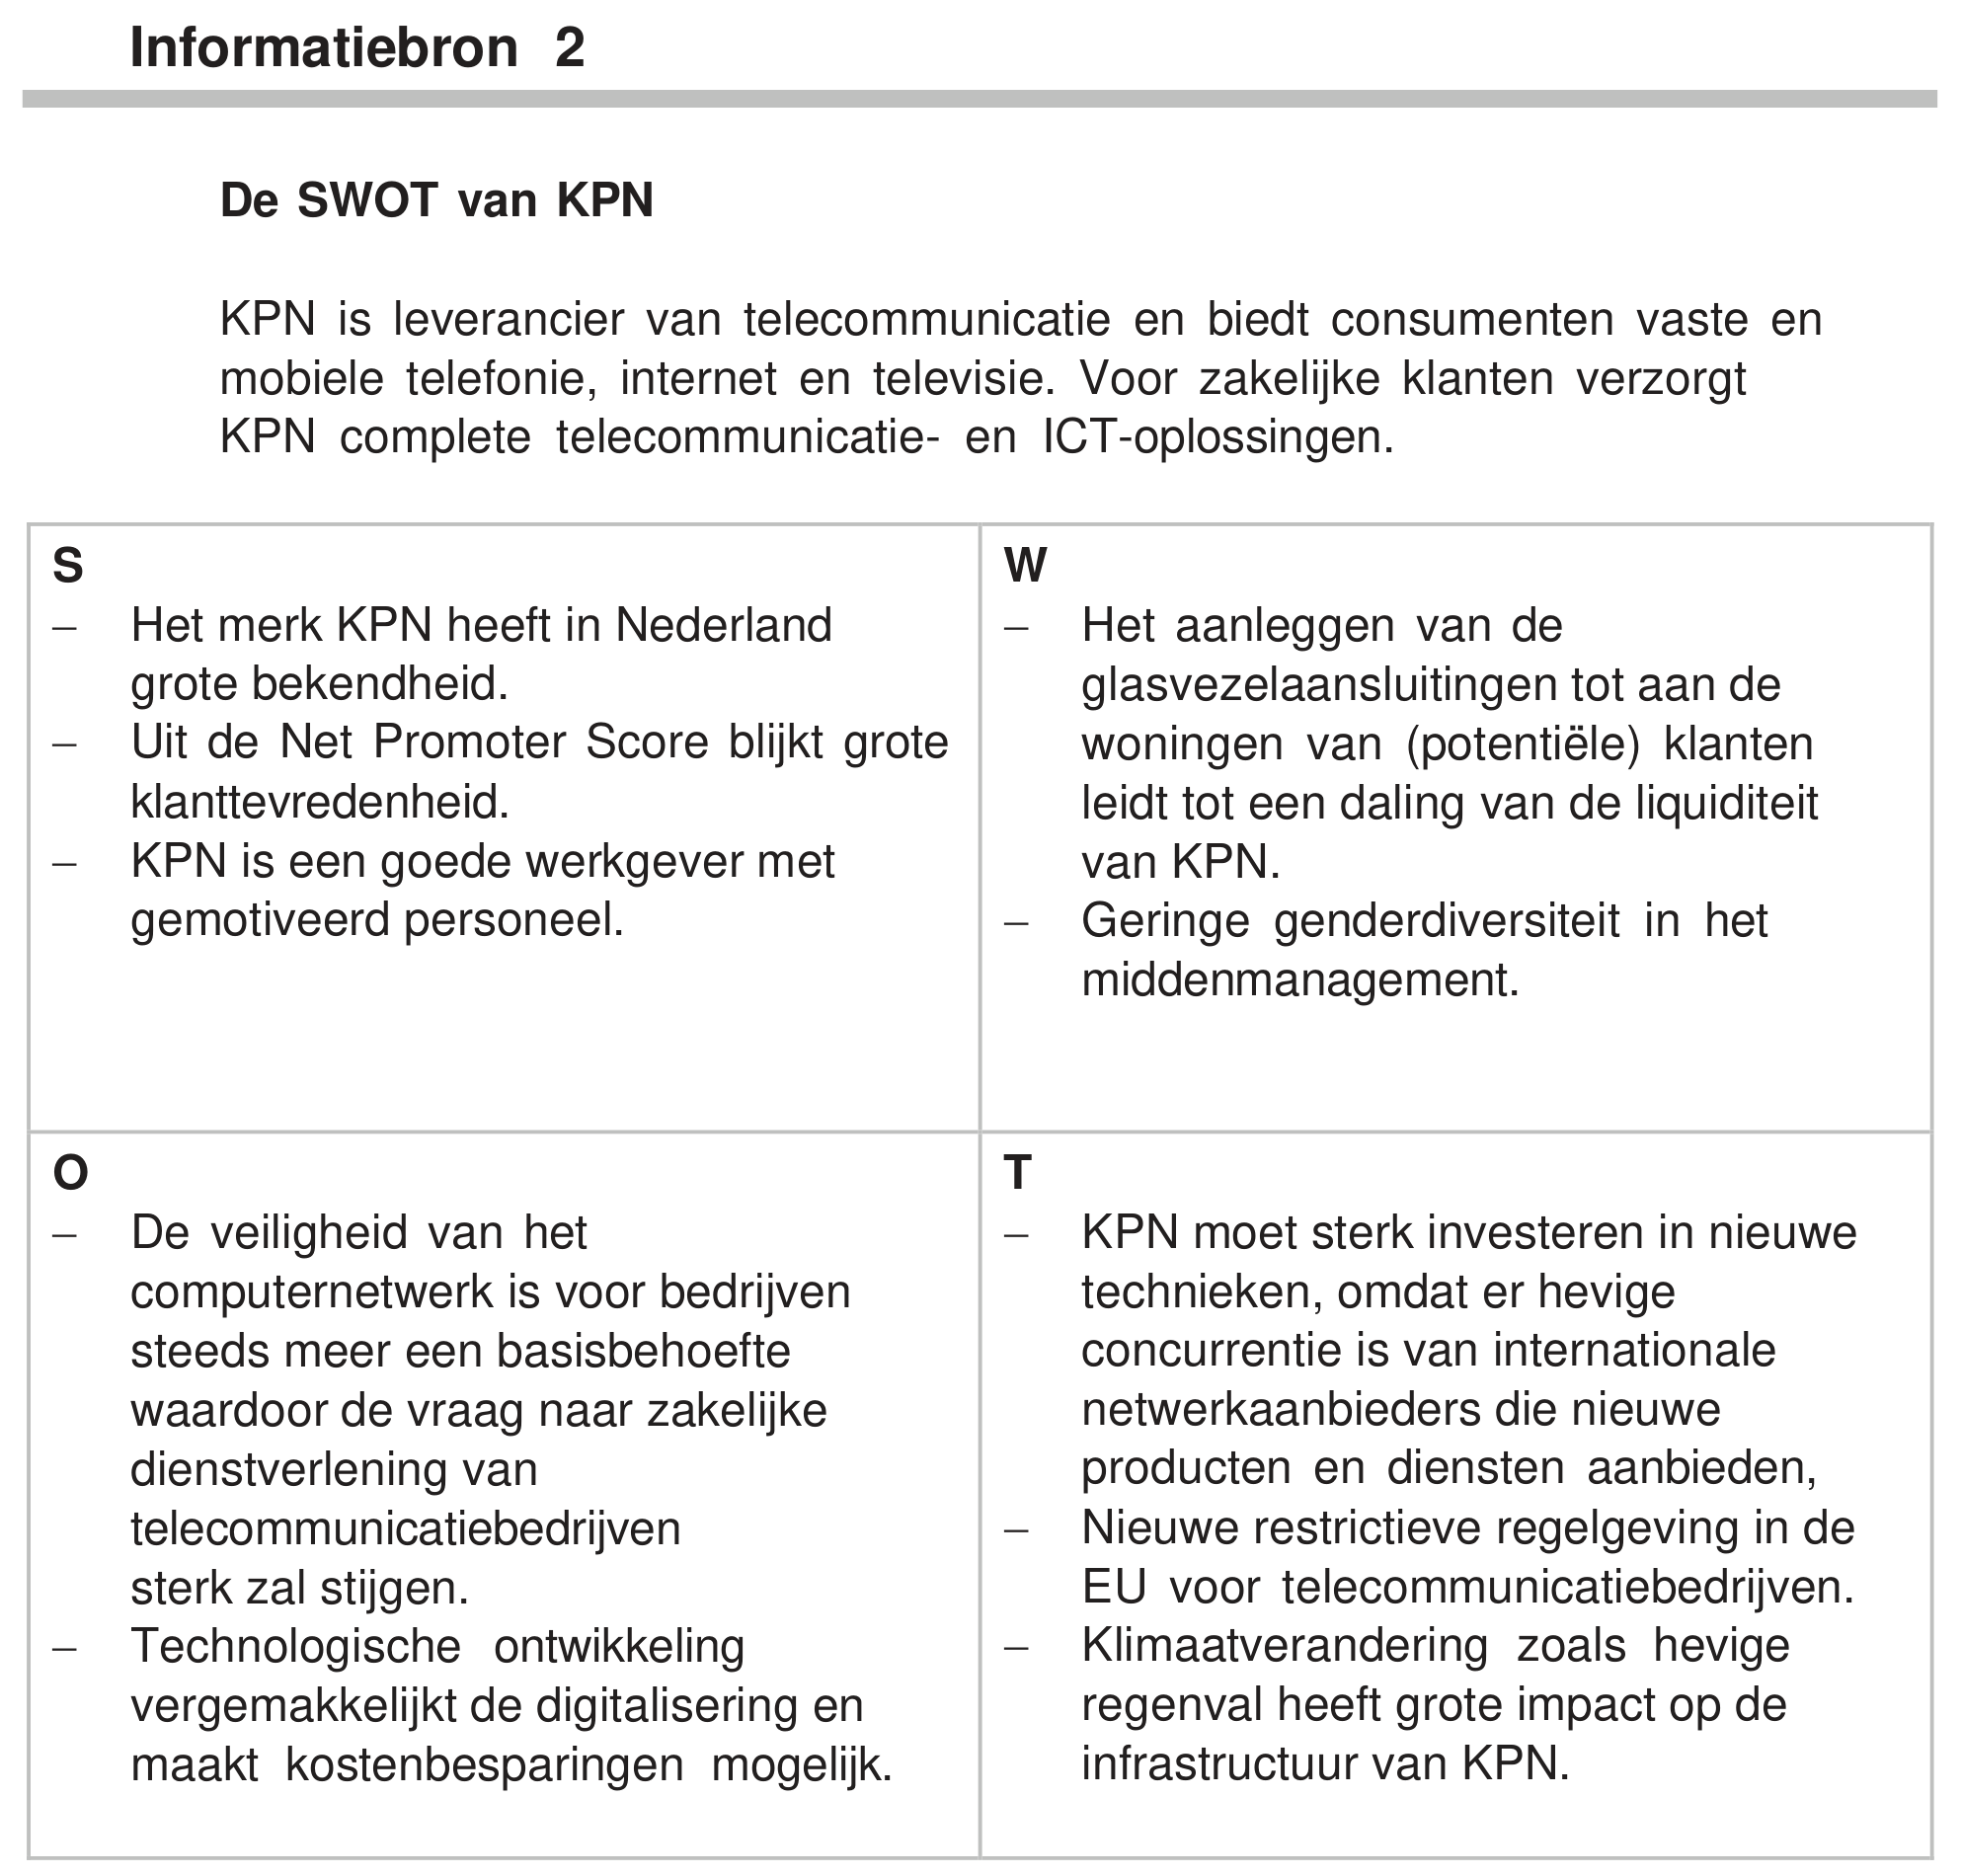 Informatiebron 2
De SWOT van KPN
KPN is leverancier van telecommunicatie en biedt consumenten vaste en
mobiele telefonie, internet en televisie. Voor zakelijke klanten verzorgt
KPN complete telecommunicatie- en ICT-oplossingen.
S
– Het merk KPN heeft in Nederland
grote bekendheid.
– Uit de Net Promoter Score blijkt grote
klanttevredenheid.
– KPN is een goede werkgever met
gemotiveerd personeel.
W
– Het aanleggen van de
glasvezelaansluitingen tot aan de
woningen van (potentiële) klanten
leidt tot een daling van de liquiditeit
van KPN.
– Geringe genderdiversiteit in het
middenmanagement.
O
– De veiligheid van het
computernetwerk is voor bedrijven
steeds meer een basisbehoefte
waardoor de vraag naar zakelijke
dienstverlening van
telecommunicatiebedrijven
sterk zal stijgen.
– Technologische ontwikkeling
vergemakkelijkt de digitalisering en
maakt kostenbesparingen mogelijk.
T
– KPN moet sterk investeren in nieuwe
technieken, omdat er hevige
concurrentie is van internationale
netwerkaanbieders die nieuwe
producten en diensten aanbieden,
– Nieuwe restrictieve regelgeving in de
EU voor telecommunicatiebedrijven.
– Klimaatverandering zoals hevige
regenval heeft grote impact op de
infrastructuur van KPN.